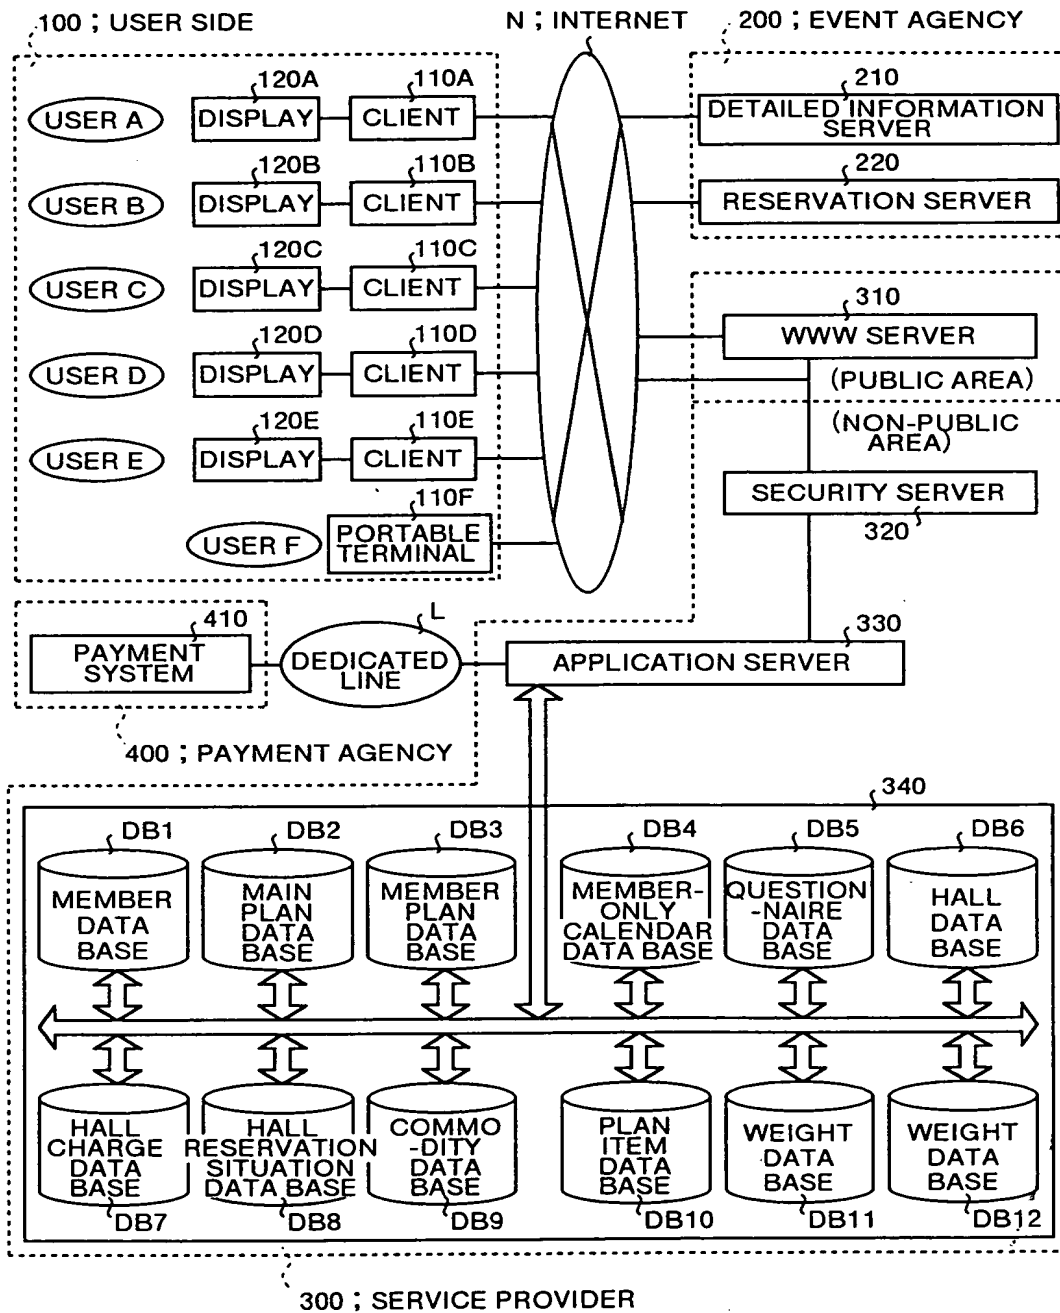 100 ; USER SIDE
N ; INTERNET
200 ; EVENT AGENCY
120A
110A
210
USER A
DISPLAY
CLIENT
DETAILED INFORMATION
SERVER
120B
110B
220
USER B
DISPLAY
CLIENT
RESERVATION SERVER
120C
110C
USER C
DISPLAY
CLIENT
310
WWW SERVER
120D
110D
USER D
DISPLAY
CLIENT
(PUBLIC AREA)
(NON-PUBLIC
AREA)
120E
110E
USER E
DISPLAY
CLIENT
SECURITY SERVER
320
110F
USER F
PORTABLE
TERMINAL
410
L
330
PAYMENT
SYSTEM
DEDICATED
LINE
APPLICATION SERVER
400 ; PAYMENT AGENCY
340
DB1
DB2
DB3
DB4
DB5
DB6
MEMBER
DATA
BASE
MAIN
PLAN
DATA
BASE
MEMBER
PLAN
DATA
BASE
MEMBER-
ONLY
CALENDAR
DATA BASE
QUESTION
-NAIRE
DATA
BASE
HALL
DATA
BASE
HALL
CHARGE
DATA
BASE
HALL
RESERVATION
SITUATION
DATA BASE
COMMO
-DITY
DATA
BASE
PLAN
ITEM
DATA
BASE
WEIGHT
DATA
BASE
WEIGHT
DATA
BASE
DB7
DB8
DB9
DB10
DB11
DB12
300 ; SERVICE PROVIDER